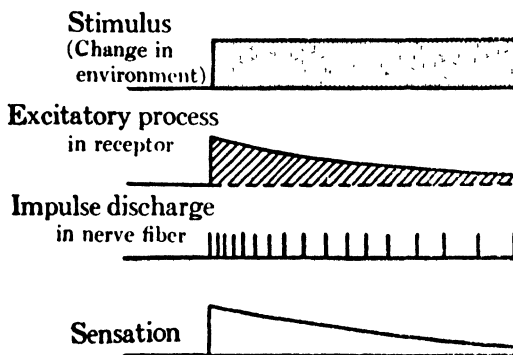 Stimulus
(Change in
environment)
Excitatory process
in receptor
Impulse discharge
in nerve fiber
Sensation